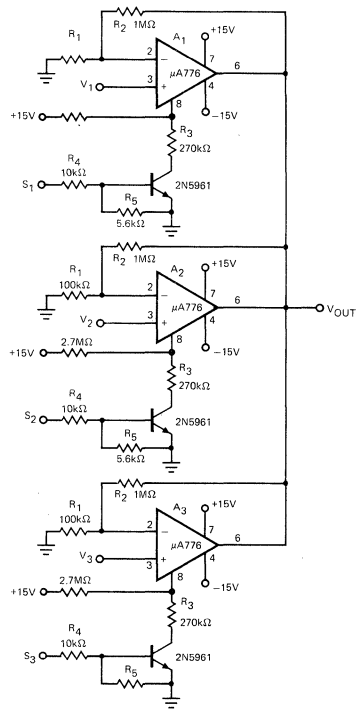 R2 1MΩ
A1
+15V
R1
2
−
7
μA776
6
V1
3
+
4
8
−15V
+15V
R3
270kΩ
R4
10kΩ
S1
2N5961
R5
5.6kΩ
R2 1MΩ
A2
+15V
R1
100kΩ
2
−
7
μA776
6
VOUT
V2
3
+
4
8
−15V
2.7MΩ
+15V
R3
270kΩ
R4
10kΩ
S2
2N5961
R5
5.6kΩ
R2 1MΩ
A3
+15V
R1
100kΩ
2
−
7
μA776
6
V3
3
+
4
8
−15V
2.7MΩ
+15V
R3
270kΩ
R4
10kΩ
S3
2N5961
R5